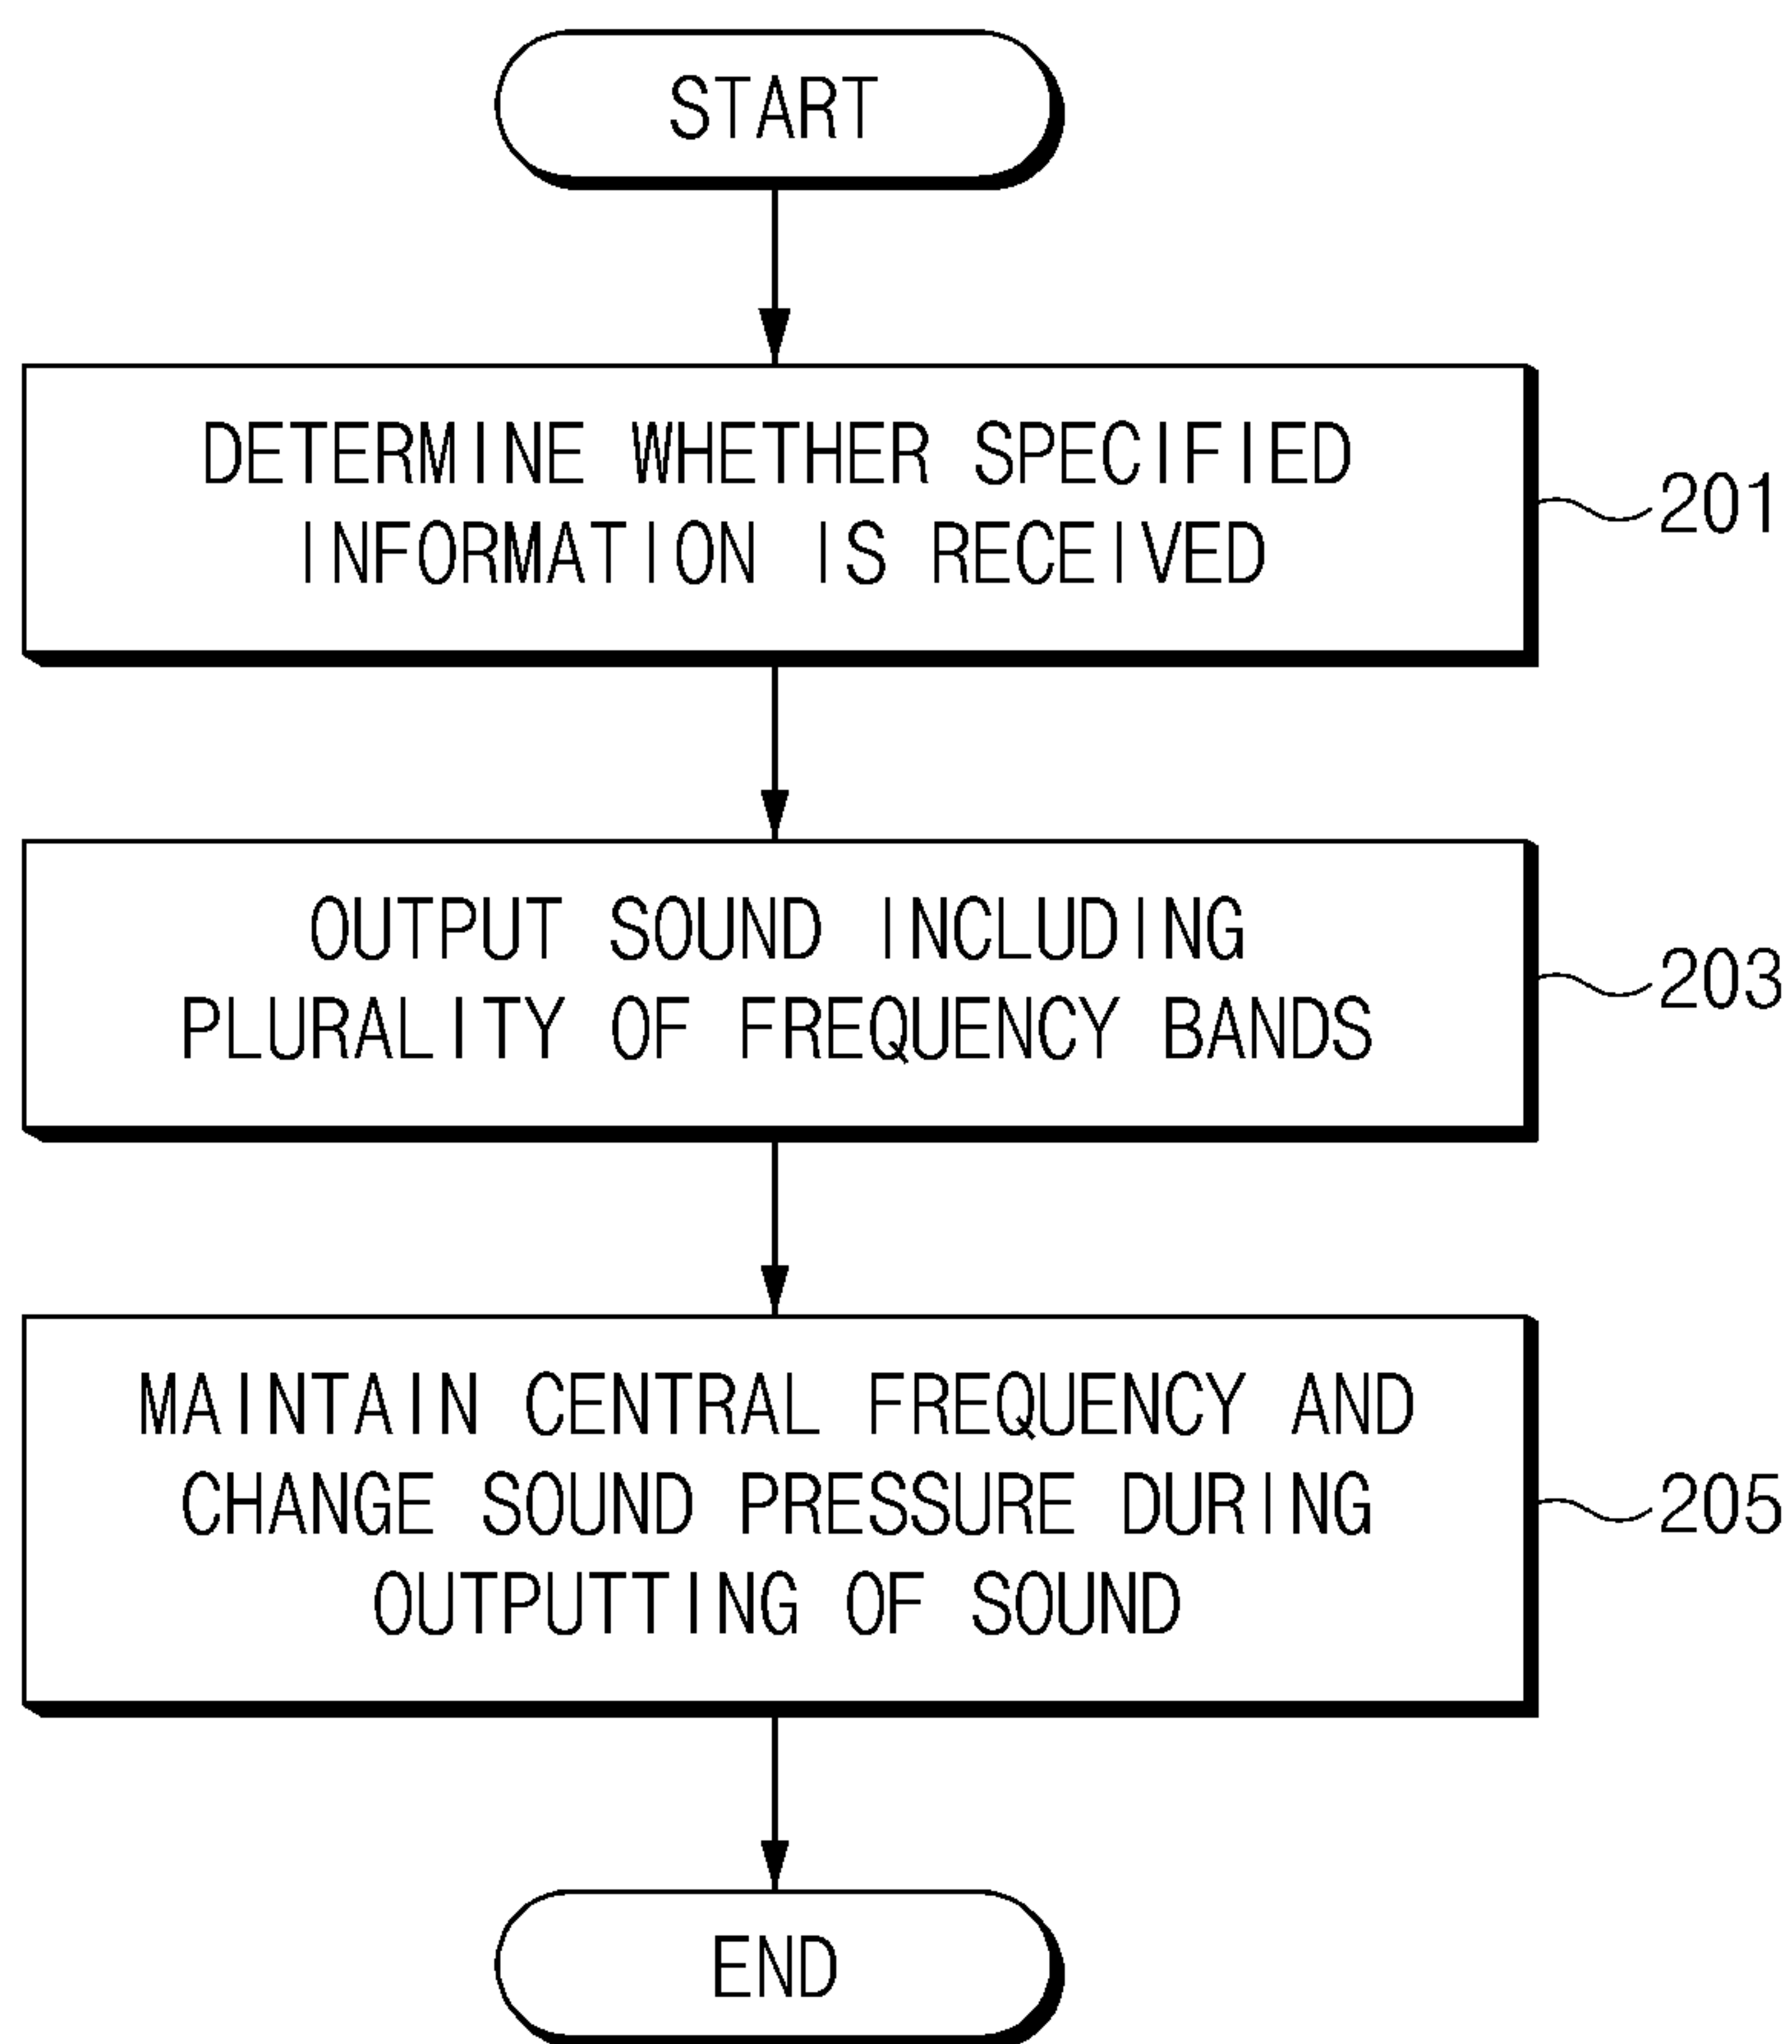 START
DETERMINE WHETHER SPECIFIED
INFORMATION IS RECEIVED
201
OUTPUT SOUND INCLUDING
PLURALITY OF FREQUENCY BANDS
203
MAINTAIN CENTRAL FREQUENCY AND
CHANGE SOUND PRESSURE DURING
OUTPUTTING OF SOUND
205
END